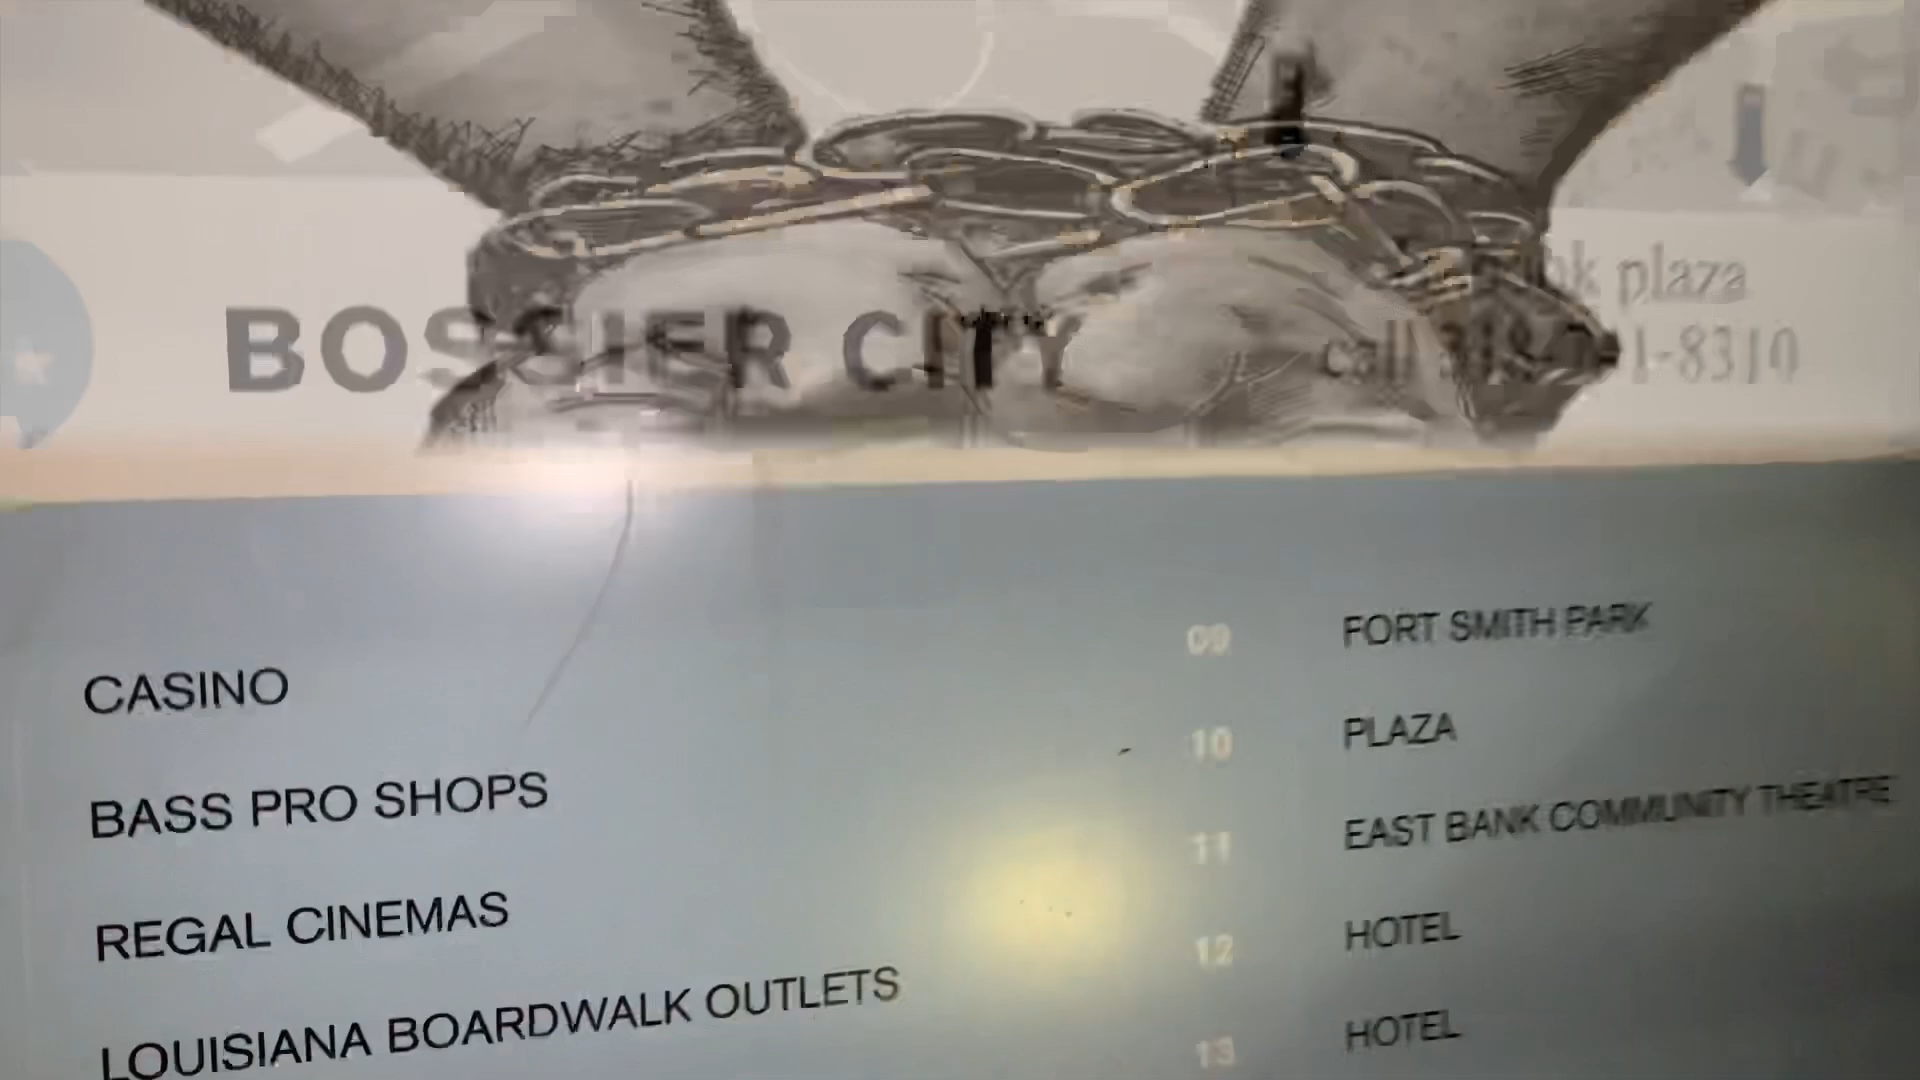 BOSSIER CITY
plaza
call
CASINO
BASS PRO SHOPS
REGAL CINEMAS
LOUISIANA BOARDWALK OUTLETS
09 FORT SMITH PARK
10 PLAZA
11 EAST BANK COMMUNITY THEATRE
12 HOTEL
13 HOTEL